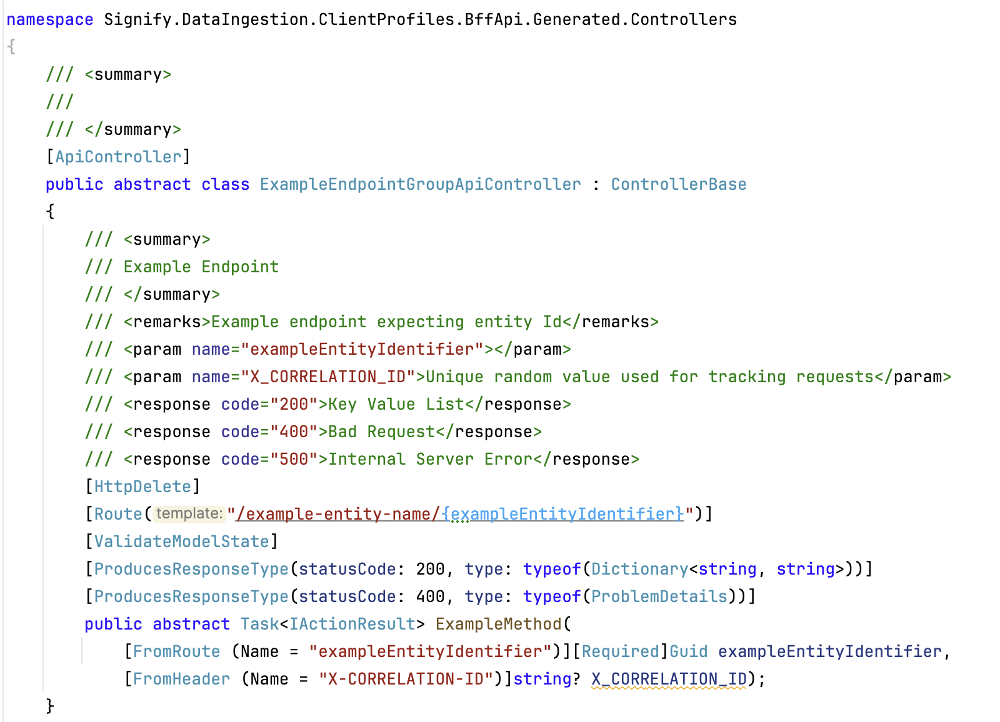 namespace Signify.DataIngestion.ClientProfiles.BffApi.Generated.Controllers
{
    /// <summary>
    ///
    /// </summary>
    [ApiController]
    public abstract class ExampleEndpointGroupApiController : ControllerBase
    {
        /// <summary>
        /// Example Endpoint
        /// </summary>
        /// <remarks>Example endpoint expecting entity Id</remarks>
        /// <param name="exampleEntityIdentifier"></param>
        /// <param name="X_CORRELATION_ID">Unique random value used for tracking requests</param>
        /// <response code="200">Key Value List</response>
        /// <response code="400">Bad Request</response>
        /// <response code="500">Internal Server Error</response>
        [HttpDelete]
        [Route(template:"/example-entity-name/{exampleEntityIdentifier}")]
        [ValidateModelState]
        [ProducesResponseType(statusCode: 200, type: typeof(Dictionary<string, string>))]
        [ProducesResponseType(statusCode: 400, type: typeof(ProblemDetails))]
        public abstract Task<IActionResult> ExampleMethod(
            [FromRoute (Name = "exampleEntityIdentifier")][Required]Guid exampleEntityIdentifier,
            [FromHeader (Name = "X-CORRELATION-ID")]string? X_CORRELATION_ID);
    }